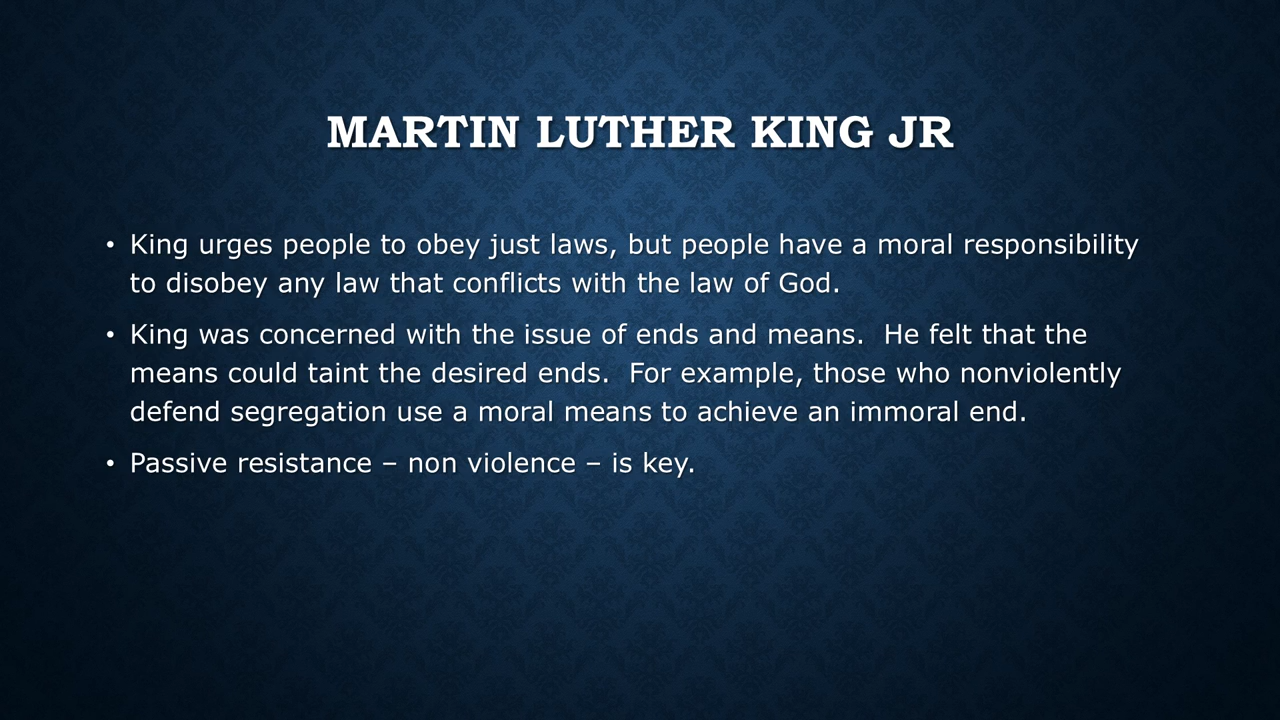 MARTIN LUTHER KING JR
• King urges people to obey just laws, but people have a moral responsibility
to disobey any law that conflicts with the law of God.
• King was concerned with the issue of ends and means.  He felt that the
means could taint the desired ends.  For example, those who nonviolently
defend segregation use a moral means to achieve an immoral end.
• Passive resistance – non violence – is key.